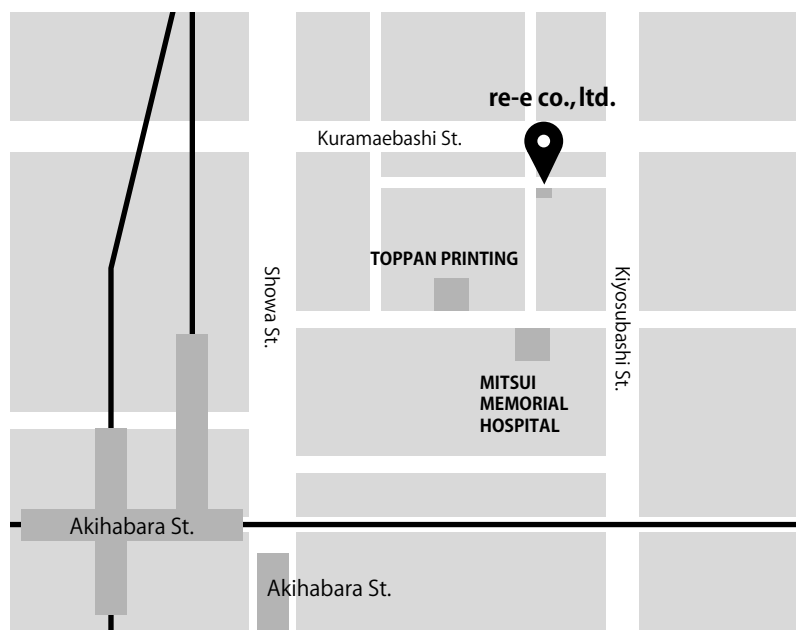 re-e co., ltd.
Kuramaebashi St.
TOPPAN PRINTING
Showa St.
Kiyosubashi St.
MITSUI
MEMORIAL
HOSPITAL
Akihabara St.
Akihabara St.